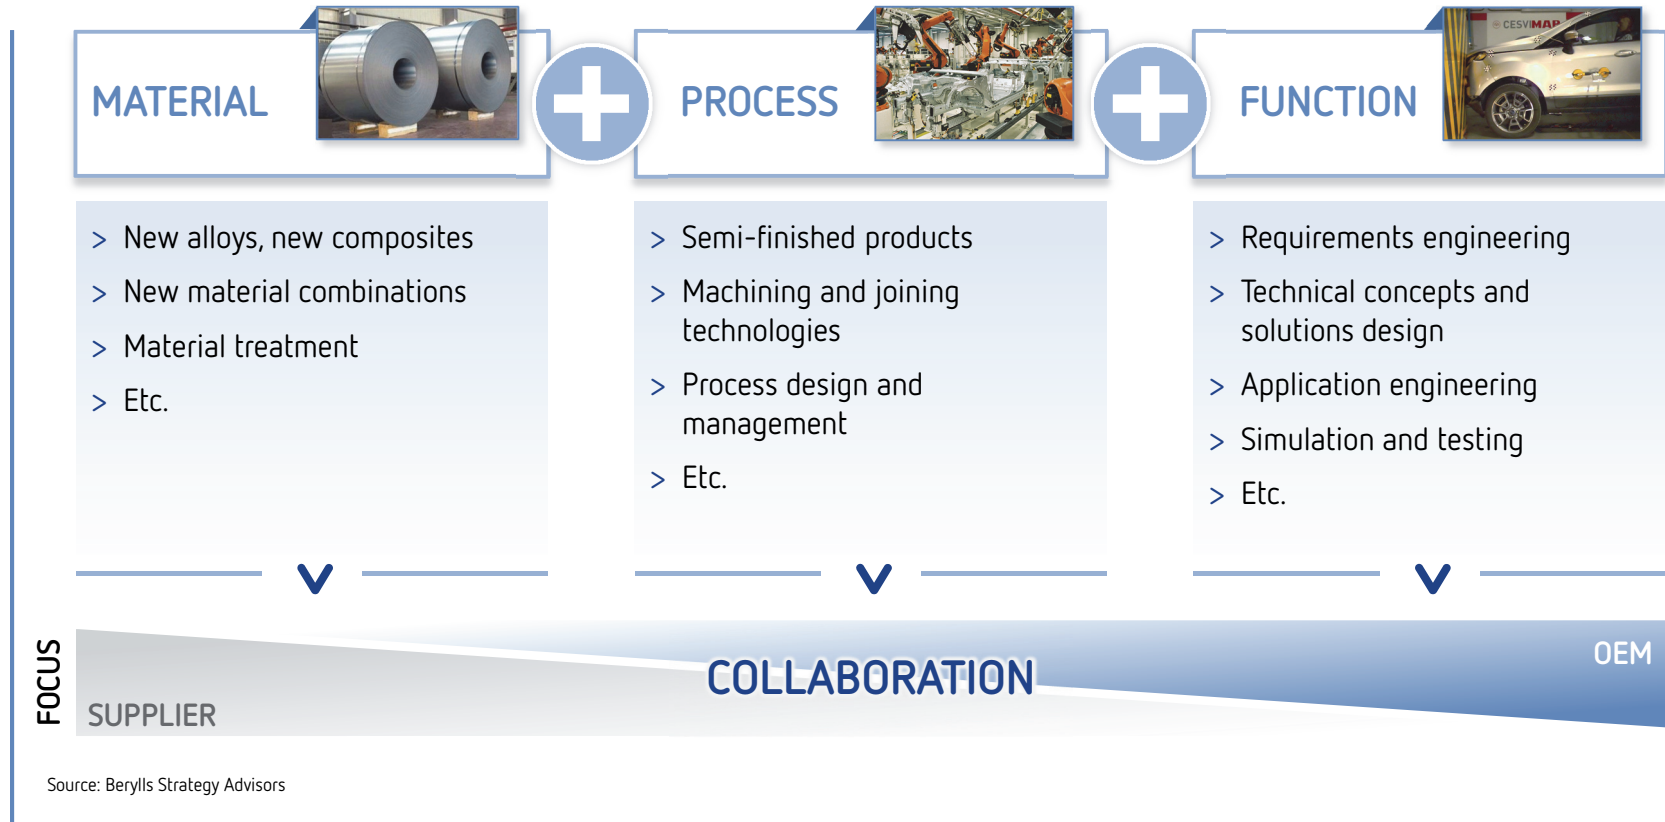 MATERIAL
PROCESS
FUNCTION
CESVIMAP
> New alloys, new composites
> New material combinations
> Material treatment
> Etc.
> Semi-finished products
> Machining and joining
technologies
> Process design and
management
> Etc.
> Requirements engineering
> Technical concepts and
solutions design
> Application engineering
> Simulation and testing
> Etc.
FOCUS
SUPPLIER
COLLABORATION
OEM
Source: Berylls Strategy Advisors